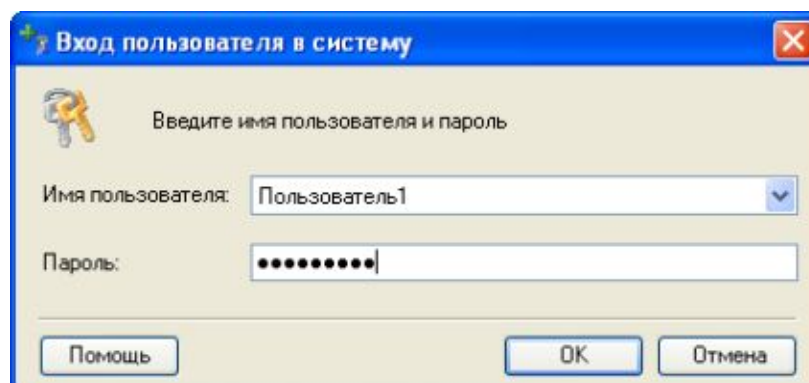 Вход пользователя в систему
Введите имя пользователя и пароль
Имя пользователя: Пользователь1
Пароль: •••••••••
Помощь OK Отмена